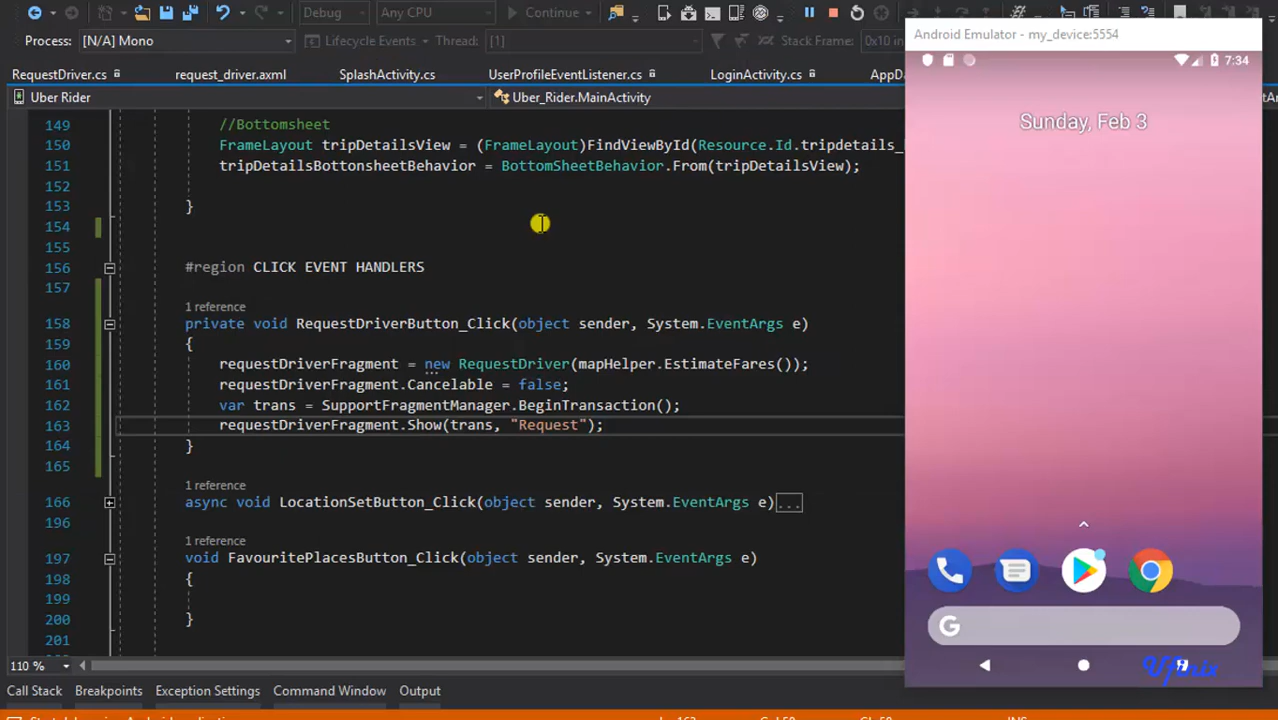 Debug
Any CPU
Continue
Process: [N/A] Mono
Lifecycle Events
Thread: [1]
Stack Frame: 0x10 in
RequestDriver.cs
request_driver.axml
SplashActivity.cs
UserProfileEventListener.cs
LoginActivity.cs
AppDa
Uber Rider
Uber_Rider.MainActivity
149 //Bottomsheet
150 FrameLayout tripDetailsView = (FrameLayout)FindViewById(Resource.Id.tripdetails_
151 tripDetailsBottonsheetBehavior = BottomSheetBehavior.From(tripDetailsView);
152
153 }
154
155
156 #region CLICK EVENT HANDLERS
157
1 reference
158 private void RequestDriverButton_Click(object sender, System.EventArgs e)
159 {
160 requestDriverFragment = new RequestDriver(mapHelper.EstimateFares());
161 requestDriverFragment.Cancelable = false;
162 var trans = SupportFragmentManager.BeginTransaction();
163 requestDriverFragment.Show(trans, "Request");
164 }
165
1 reference
166 async void LocationSetButton_Click(object sender, System.EventArgs e)...
196
1 reference
197 void FavouritePlacesButton_Click(object sender, System.EventArgs e)
198 {
199
200 }
201
110 %
Call Stack
Breakpoints
Exception Settings
Command Window
Output
Android Emulator - my_device:5554
7:34
Sunday, Feb 3
G
Ufinix